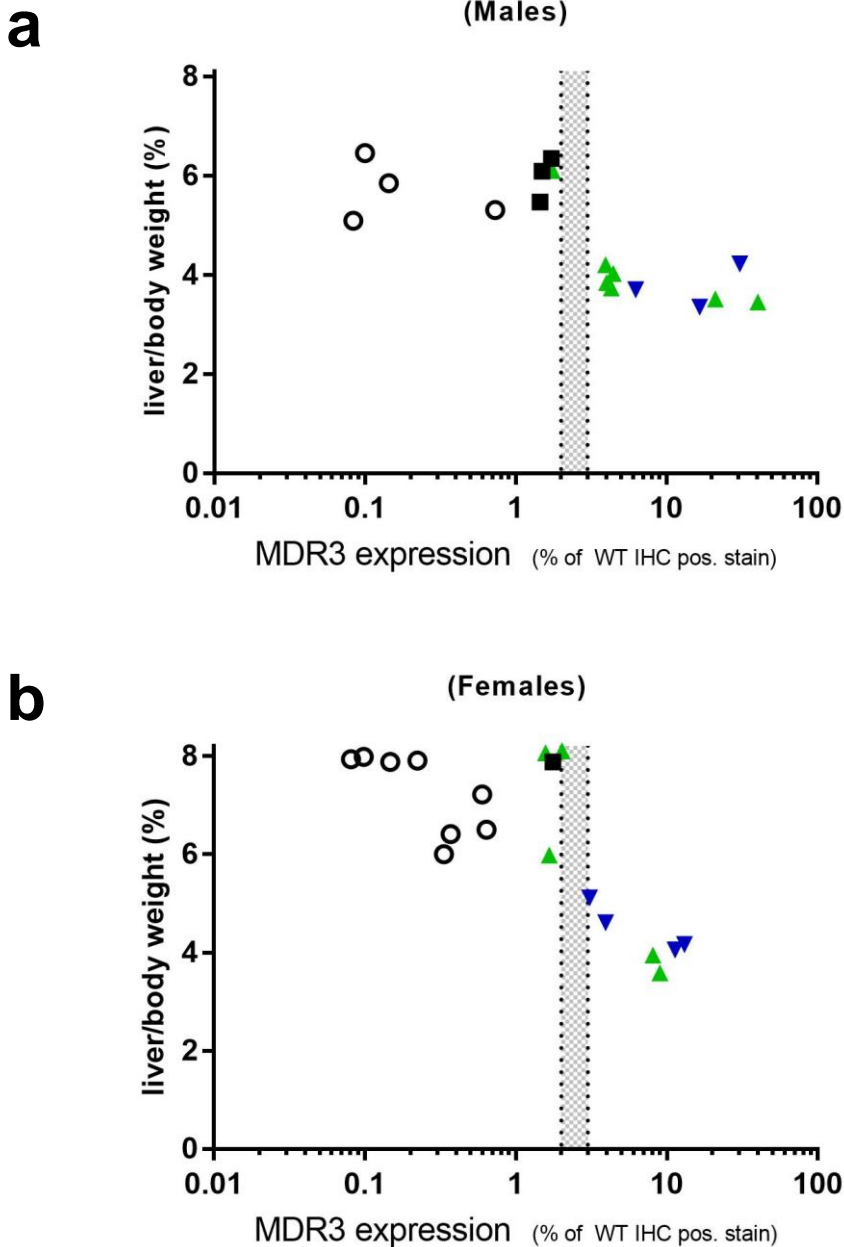 a
(Males)
8
6
4
2
0
liver/body weight (%)
0.01 0.1 1 10 100
MDR3 expression (% of WT IHC pos. stain)
b
(Females)
8
6
4
2
0
liver/body weight (%)
0.01 0.1 1 10 100
MDR3 expression (% of WT IHC pos. stain)